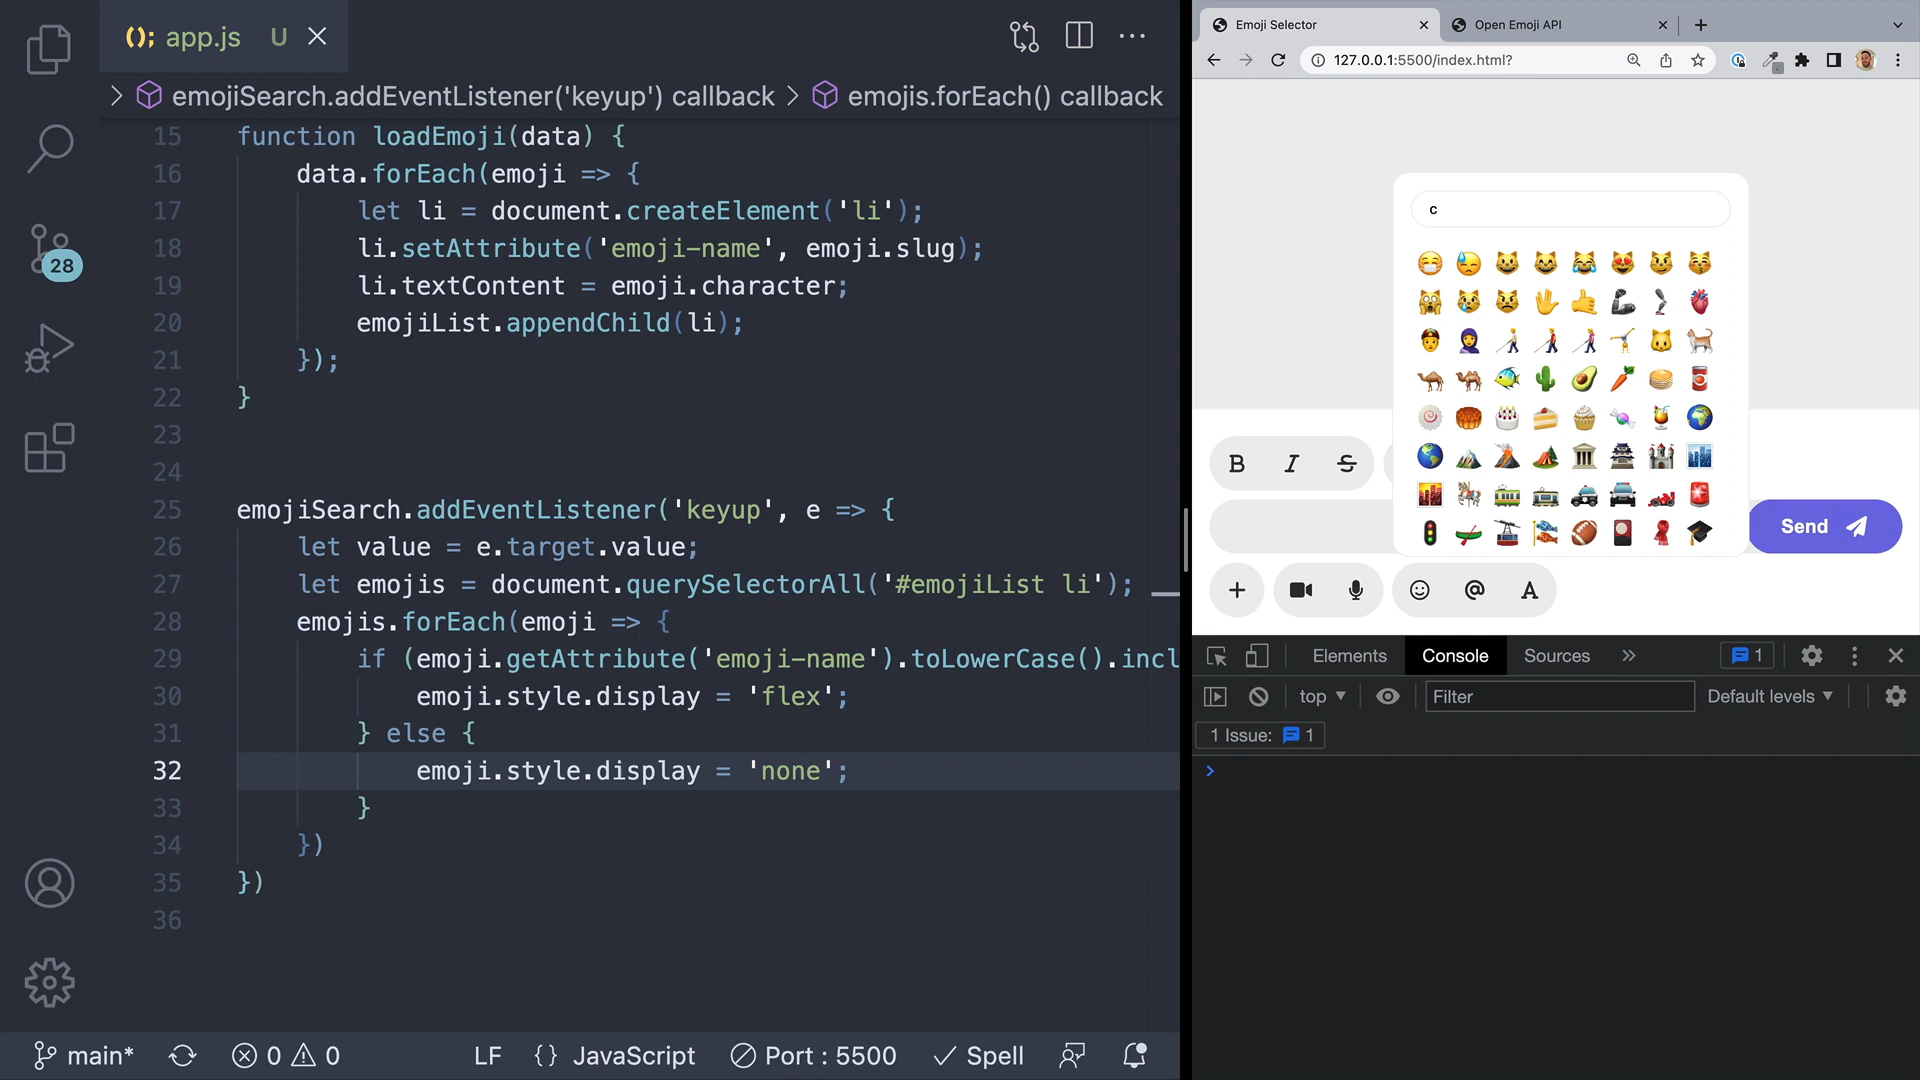 (); app.js U
emojiSearch.addEventListener('keyup') callback > emojis.forEach() callback
15 function loadEmoji(data) {
16 data.forEach(emoji => {
17 let li = document.createElement('li');
18 li.setAttribute('emoji-name', emoji.slug);
19 li.textContent = emoji.character;
20 emojiList.appendChild(li);
21 });
22 }
23
24
25 emojiSearch.addEventListener('keyup', e => {
26 let value = e.target.value;
27 let emojis = document.querySelectorAll('#emojiList li');
28 emojis.forEach(emoji => {
29 if (emoji.getAttribute('emoji-name').toLowerCase().incl
30 emoji.style.display = 'flex';
31 } else {
32 emoji.style.display = 'none';
33 }
34 })
35 })
36
28
main* 0 0 LF {} JavaScript Port : 5500 Spell
Emoji Selector Open Emoji API
127.0.0.1:5500/index.html?
c
B I S
Send
+ @ A
Elements Console Sources » 1
top Filter Default levels
1 Issue: 1
>